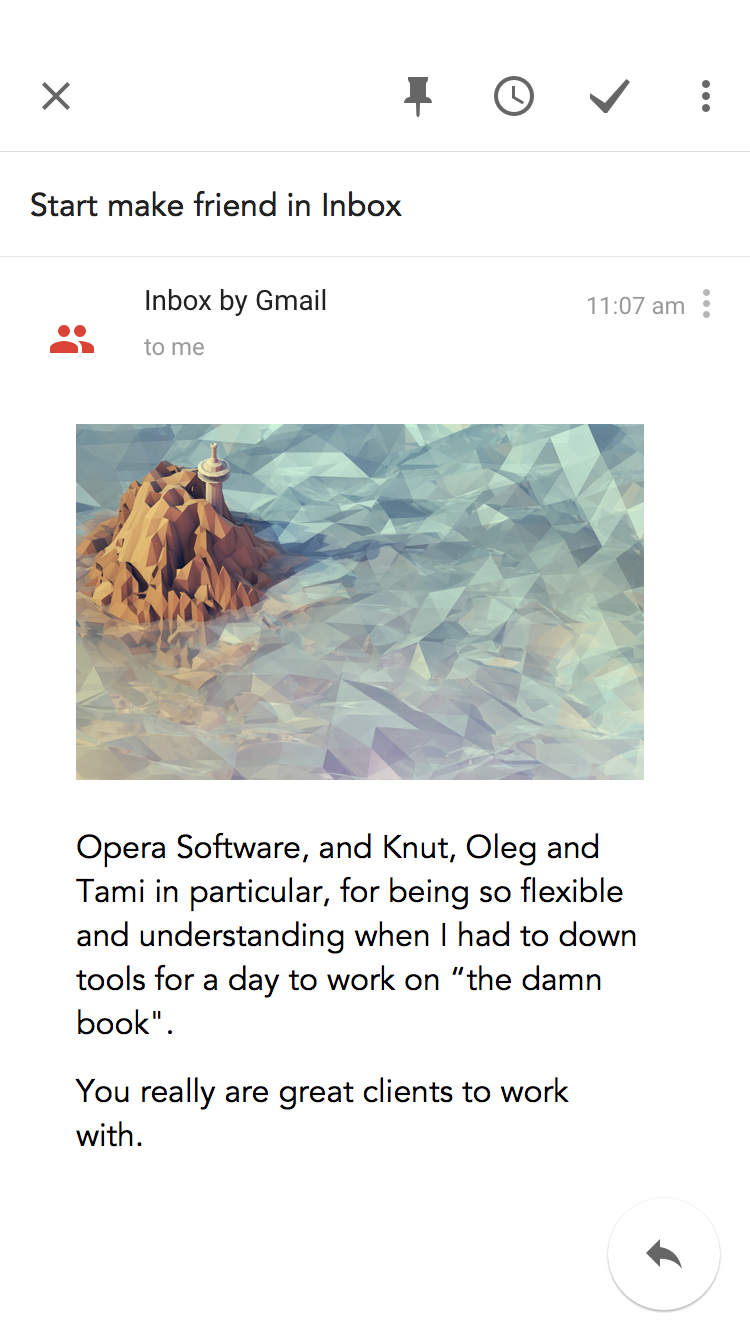 Start make friend in Inbox
Inbox by Gmail
11:07 am
to me
Opera Software, and Knut, Oleg and
Tami in particular, for being so flexible
and understanding when I had to down
tools for a day to work on “the damn
book".
You really are great clients to work
with.